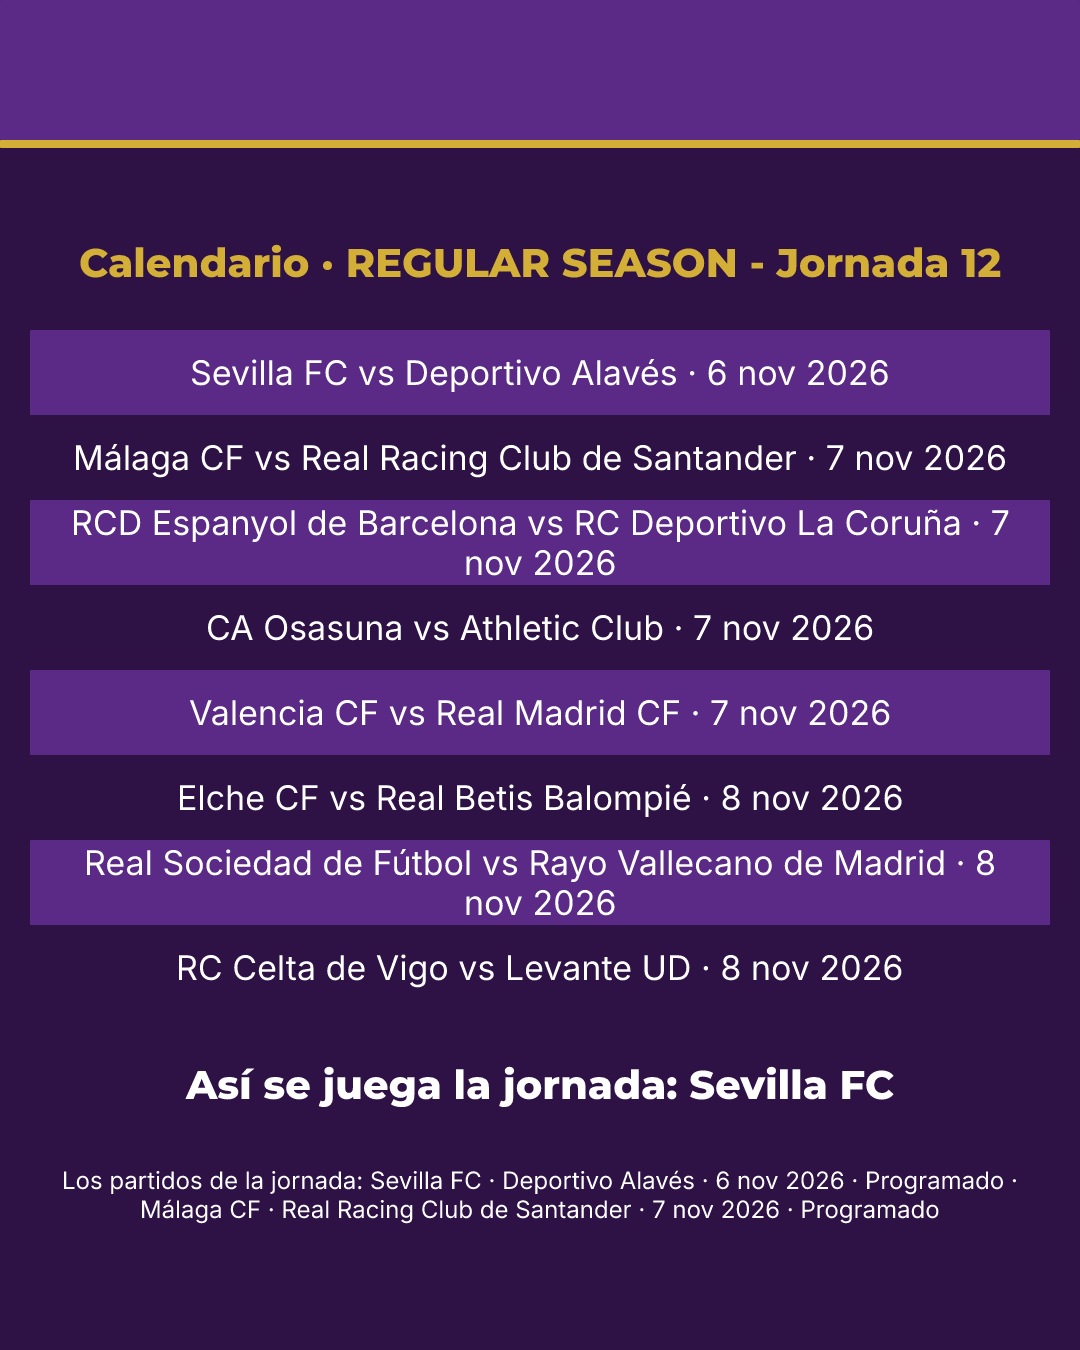 Calendario · REGULAR SEASON - Jornada 12
Sevilla FC vs Deportivo Alavés · 6 nov 2026
Málaga CF vs Real Racing Club de Santander · 7 nov 2026
RCD Espanyol de Barcelona vs RC Deportivo La Coruña · 7
nov 2026
CA Osasuna vs Athletic Club · 7 nov 2026
Valencia CF vs Real Madrid CF · 7 nov 2026
Elche CF vs Real Betis Balompié · 8 nov 2026
Real Sociedad de Fútbol vs Rayo Vallecano de Madrid · 8
nov 2026
RC Celta de Vigo vs Levante UD · 8 nov 2026
Así se juega la jornada: Sevilla FC
Los partidos de la jornada: Sevilla FC · Deportivo Alavés · 6 nov 2026 · Programado ·
Málaga CF · Real Racing Club de Santander · 7 nov 2026 · Programado